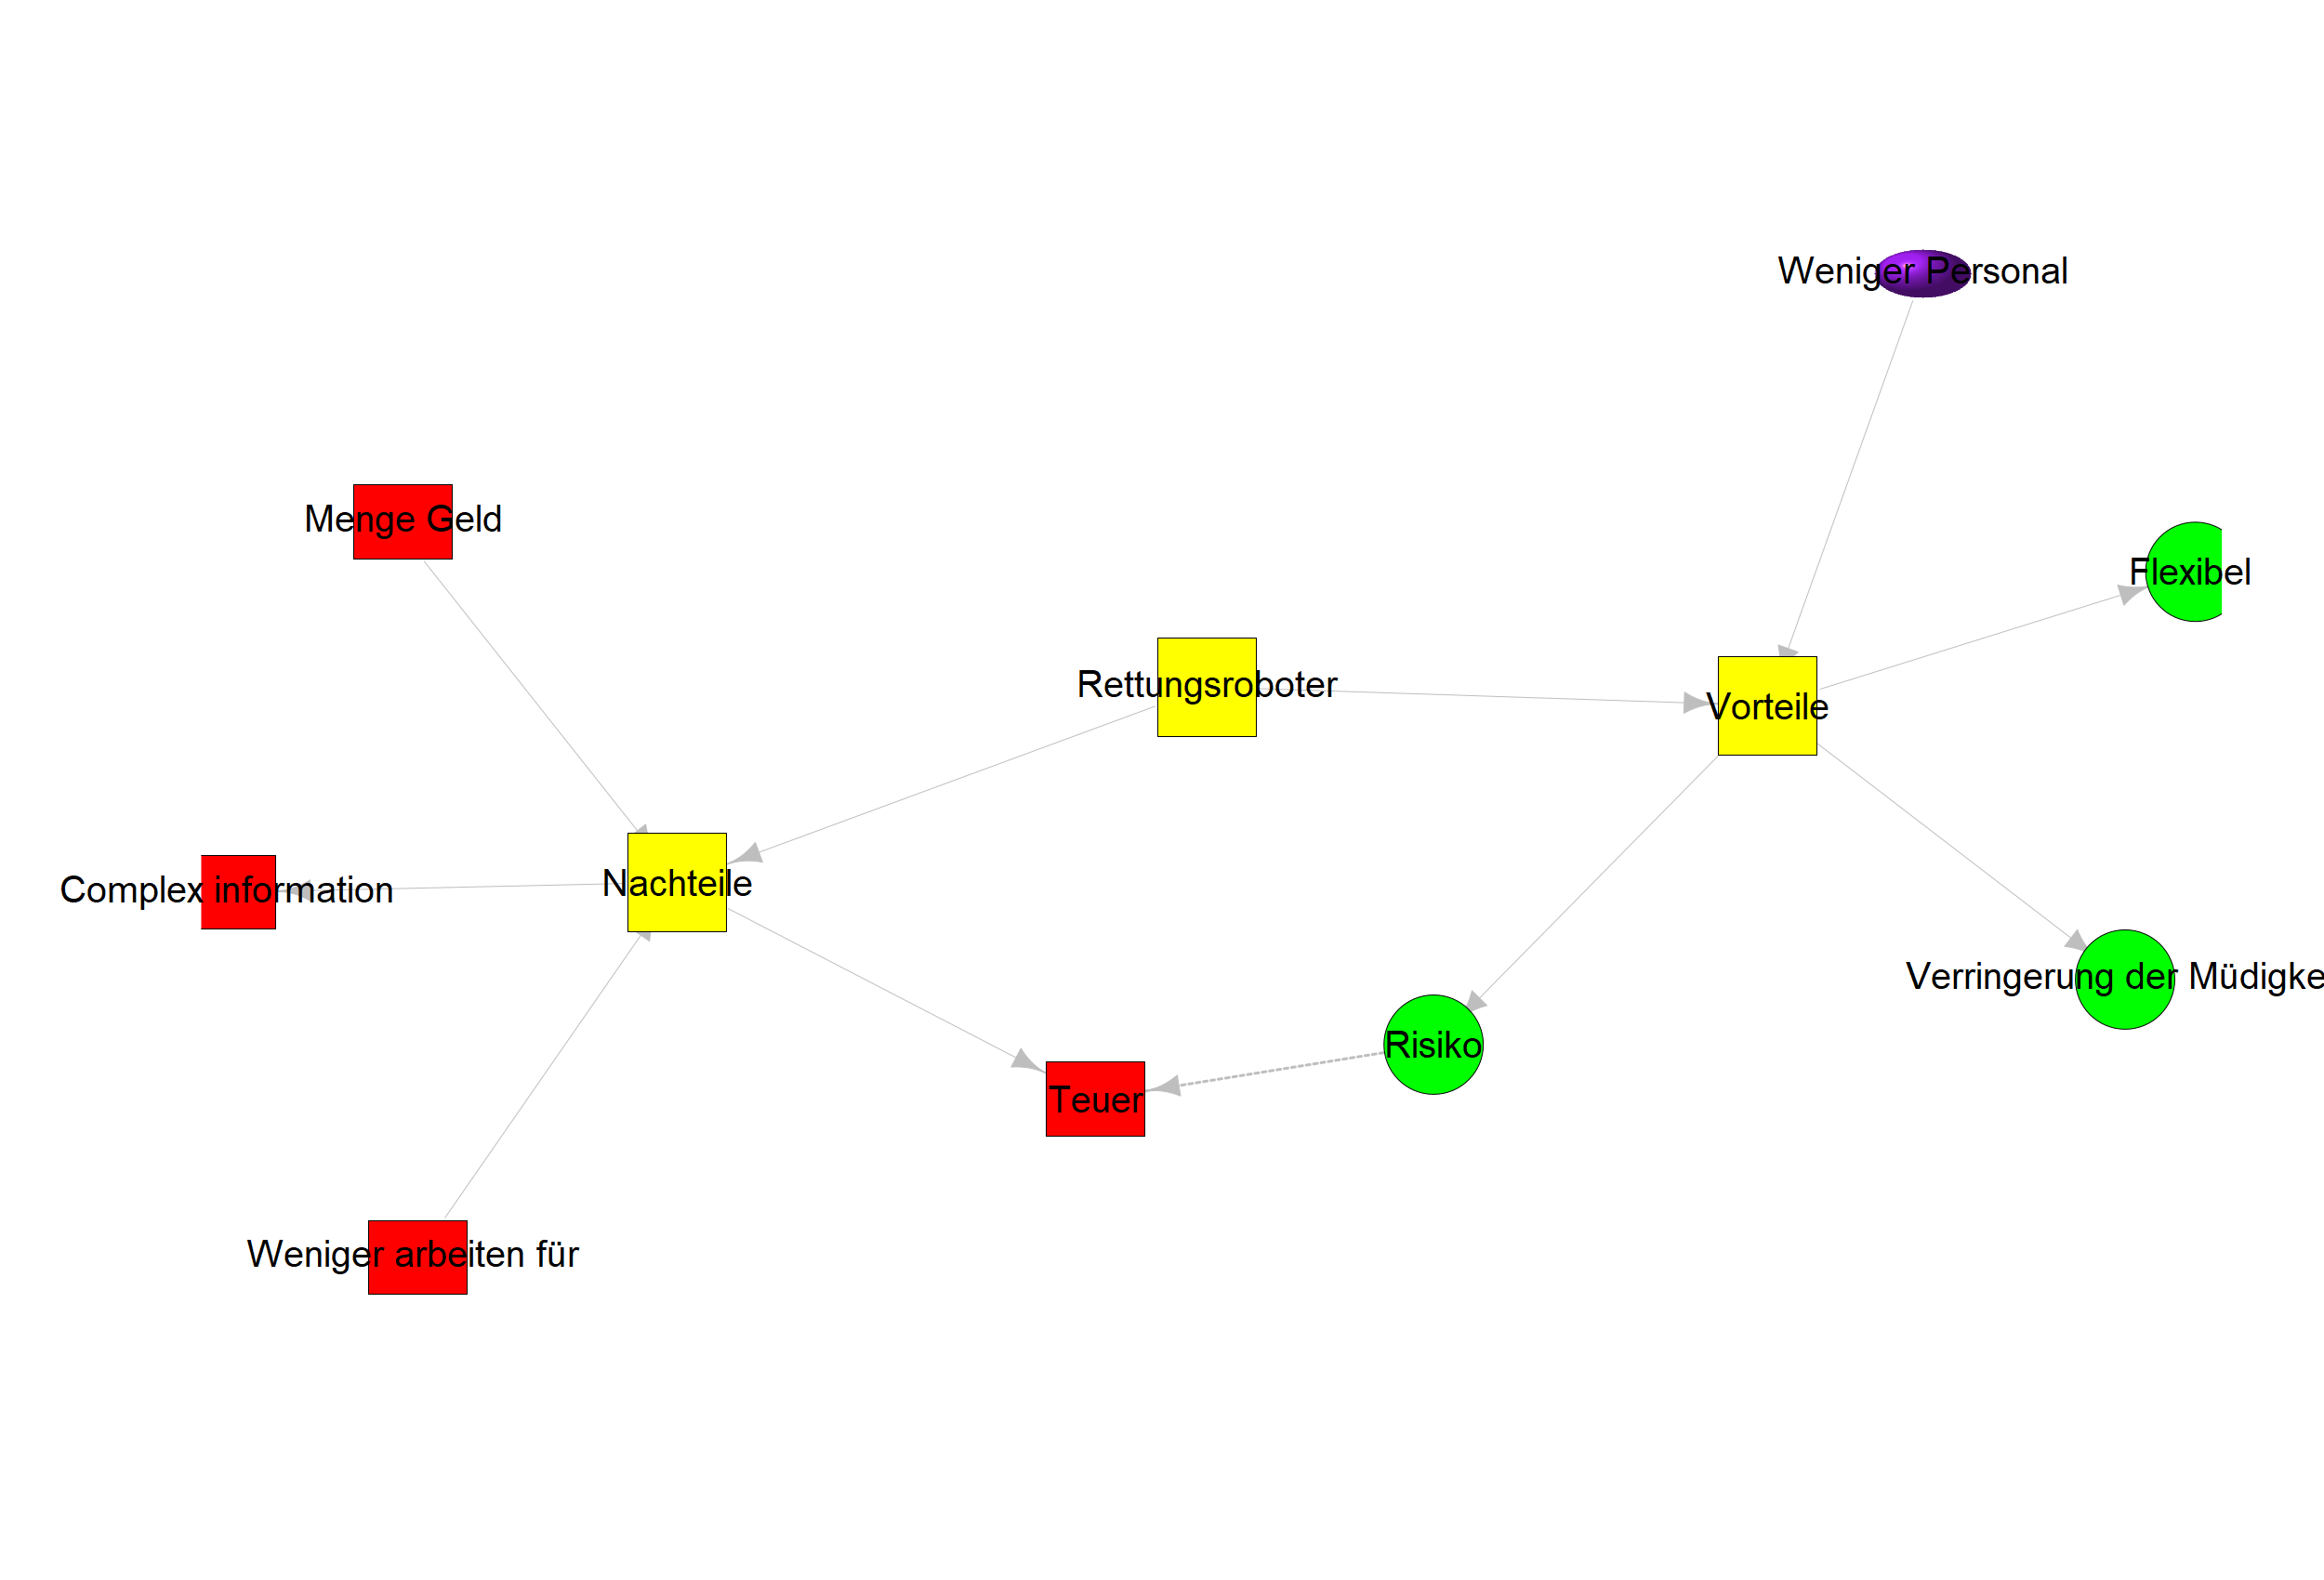 Weniger Personal
Menge Geld
Flexibel
Rettungsroboter
Vorteile
Nachteile
Complex information
Verringerung der Müdigke
Risiko
Teuer
Weniger arbeiten für